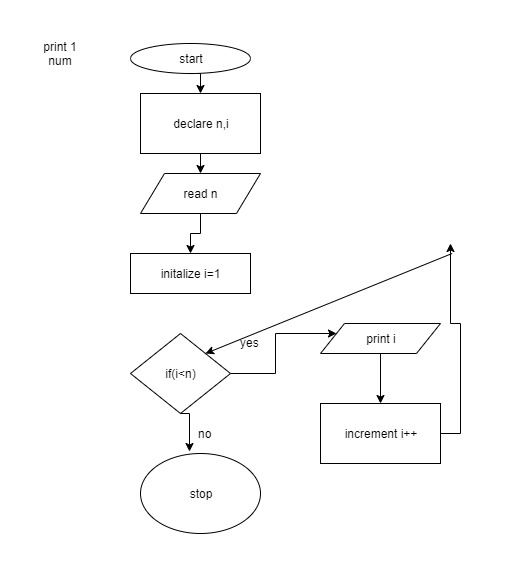 print 1
num
start
declare n,i
read n
initalize i=1
yes
print i
if(i<n)
increment i++
no
stop